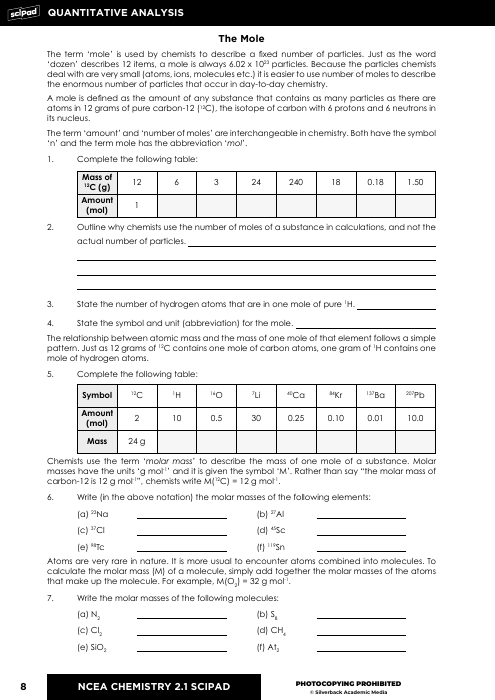 scipad QUANTITATIVE ANALYSIS
The Mole
The term ‘mole’ is used by chemists to describe a fixed number of particles. Just as the word
‘dozen’ describes 12 items, a mole is always 6.02 x 10²³ particles. Because the particles chemists
deal with are very small (atoms, ions, molecules etc.) it is easier to use number of moles to describe
the enormous number of particles that occur in day-to-day chemistry.
A mole is defined as the amount of any substance that contains as many particles as there are
atoms in 12 grams of pure carbon-12 (¹²C), the isotope of carbon with 6 protons and 6 neutrons in
its nucleus.
The term ‘amount’ and ‘number of moles’ are interchangeable in chemistry. Both have the symbol
‘n’ and the term mole has the abbreviation ‘mol’.
1. Complete the following table:
Mass of ¹²C (g) 12 6 3 24 240 18 0.18 1.50
Amount (mol) 1
2. Outline why chemists use the number of moles of a substance in calculations, and not the
actual number of particles.
3. State the number of hydrogen atoms that are in one mole of pure ¹H.
4. State the symbol and unit (abbreviation) for the mole.
The relationship between atomic mass and the mass of one mole of that element follows a simple
pattern. Just as 12 grams of ¹²C contains one mole of carbon atoms, one gram of ¹H contains one
mole of hydrogen atoms.
5. Complete the following table:
Symbol ¹²C ¹H ¹⁶O ⁷Li ⁴⁰Ca ⁸⁴Kr ¹³⁷Ba ²⁰⁷Pb
Amount (mol) 2 10 0.5 30 0.25 0.10 0.01 10.0
Mass 24 g
Chemists use the term ‘molar mass’ to describe the mass of one mole of a substance. Molar
masses have the units ‘g mol⁻¹’ and it is given the symbol ‘M’. Rather than say “the molar mass of
carbon-12 is 12 g mol⁻¹”, chemists write M(¹²C) = 12 g mol⁻¹.
6. Write (in the above notation) the molar masses of the following elements:
(a) ²³Na (b) ²⁷Al
(c) ³⁷Cl (d) ⁴⁵Sc
(e) ⁹⁸Tc (f) ¹¹⁹Sn
Atoms are very rare in nature. It is more usual to encounter atoms combined into molecules. To
calculate the molar mass (M) of a molecule, simply add together the molar masses of the atoms
that make up the molecule. For example, M(O₂) = 32 g mol⁻¹.
7. Write the molar masses of the following molecules:
(a) N₂ (b) S₈
(c) Cl₂ (d) CH₄
(e) SiO₂ (f) At₂
8 NCEA CHEMISTRY 2.1 SCIPAD PHOTOCOPYING PROHIBITED
© Silverback Academic Media